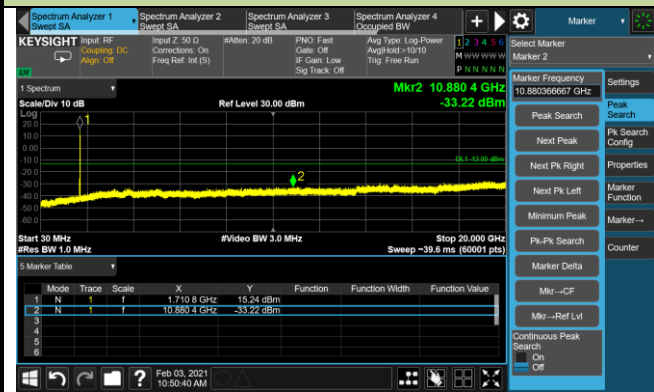 Spectrum Analyzer 1
Swept SA
Spectrum Analyzer 2
Swept SA
Spectrum Analyzer 3
Swept SA
Spectrum Analyzer 4
Occupied BW
Marker
KEYSIGHT
Input: RF
Coupling: DC
Align: Off
Input Z: 50 Ω
Corrections: On
Freq Ref: Int (S)
#Atten: 20 dB
PNO: Fast
Gate: Off
IF Gain: Low
Sig Track: Off
Avg Type: Log-Power
Avg|Hold:>10/10
Trig: Free Run
1 2 3 4 5 6
M W W W W W
P N N N N N
Select Marker
Marker 2
1 Spectrum
Mkr2 10.880 4 GHz
-33.22 dBm
Scale/Div 10 dB
Ref Level 30.00 dBm
Log
20.0
10.0
0.00
-10.0
-20.0
-30.0
-40.0
-50.0
-60.0
1
2
DL1 -13.00 dBm
Start 30 MHz
#Video BW 3.0 MHz
Stop 20.000 GHz
#Res BW 1.0 MHz
Sweep ~39.6 ms (60001 pts)
5 Marker Table
Mode Trace Scale X Y Function Function Width Function Value
1 N 1 f 1.710 8 GHz 15.24 dBm
2 N 1 f 10.880 4 GHz -33.22 dBm
3
4
5
6
Marker Frequency
10.880366667 GHz
Peak Search
Next Peak
Next Pk Right
Next Pk Left
Minimum Peak
Pk-Pk Search
Marker Delta
Mkr→CF
Mkr→Ref Lvl
Continuous Peak
Search
On
Off
Settings
Peak
Search
Pk Search
Config
Properties
Marker
Function
Marker→
Counter
Feb 03, 2021
10:50:40 AM